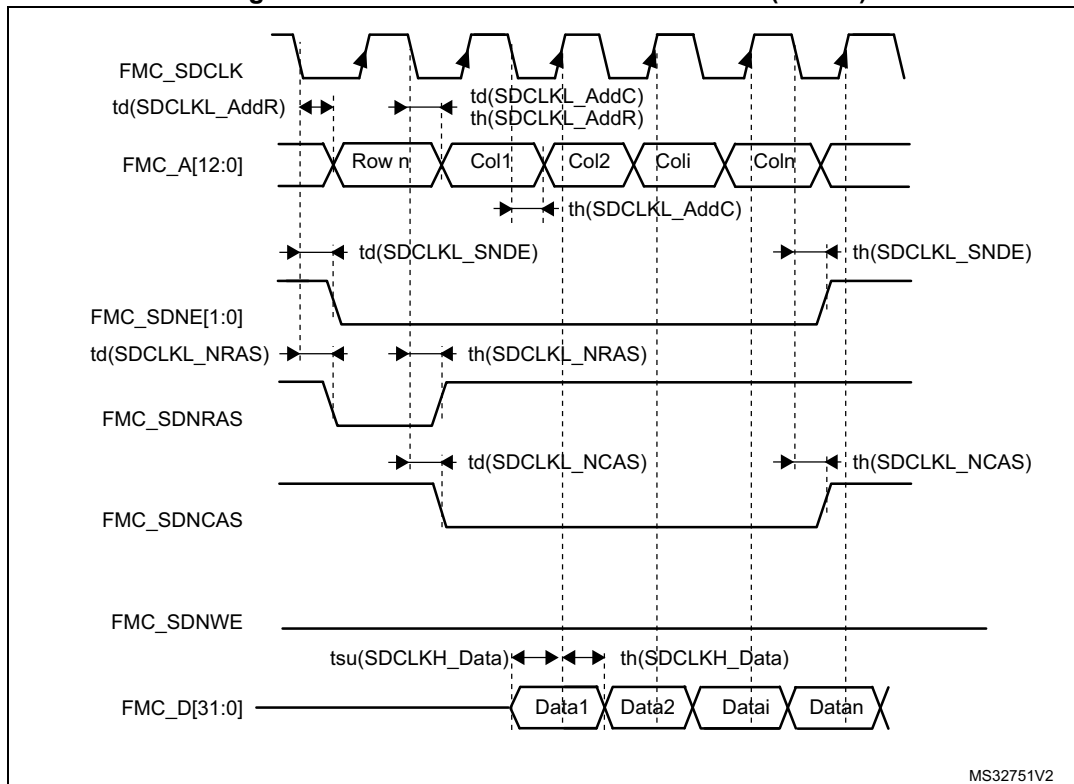 FMC_SDCLK
td(SDCLKL_AddR)
td(SDCLKL_AddC)
th(SDCLKL_AddR)
FMC_A[12:0]
Row n
Col1
Col2
Coli
Coln
th(SDCLKL_AddC)
td(SDCLKL_SNDE)
th(SDCLKL_SNDE)
FMC_SDNE[1:0]
td(SDCLKL_NRAS)
th(SDCLKL_NRAS)
FMC_SDNRAS
td(SDCLKL_NCAS)
th(SDCLKL_NCAS)
FMC_SDNCAS
FMC_SDNWE
tsu(SDCLKH_Data)
th(SDCLKH_Data)
FMC_D[31:0]
Data1
Data2
Datai
Datan
MS32751V2